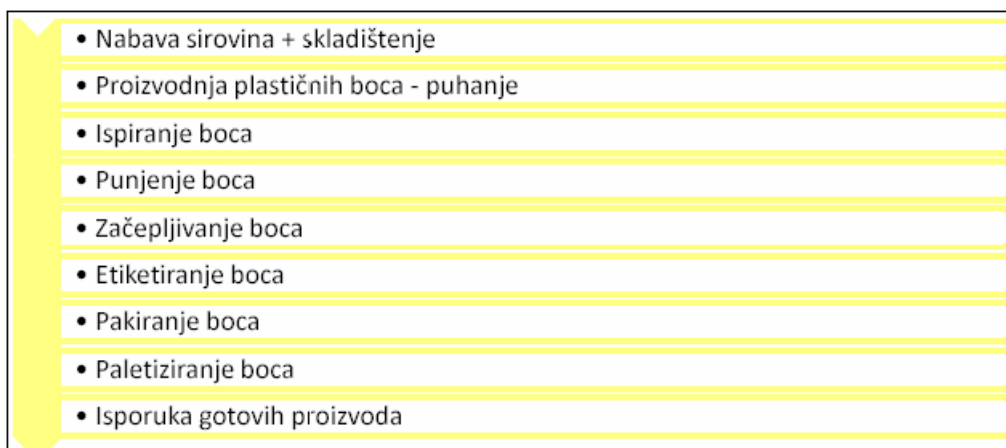 • Nabava sirovina + skladištenje
• Proizvodnja plastičnih boca - puhanje
• Ispiranje boca
• Punjenje boca
• Začepljivanje boca
• Etiketiranje boca
• Pakiranje boca
• Paletiziranje boca
• Isporuka gotovih proizvoda